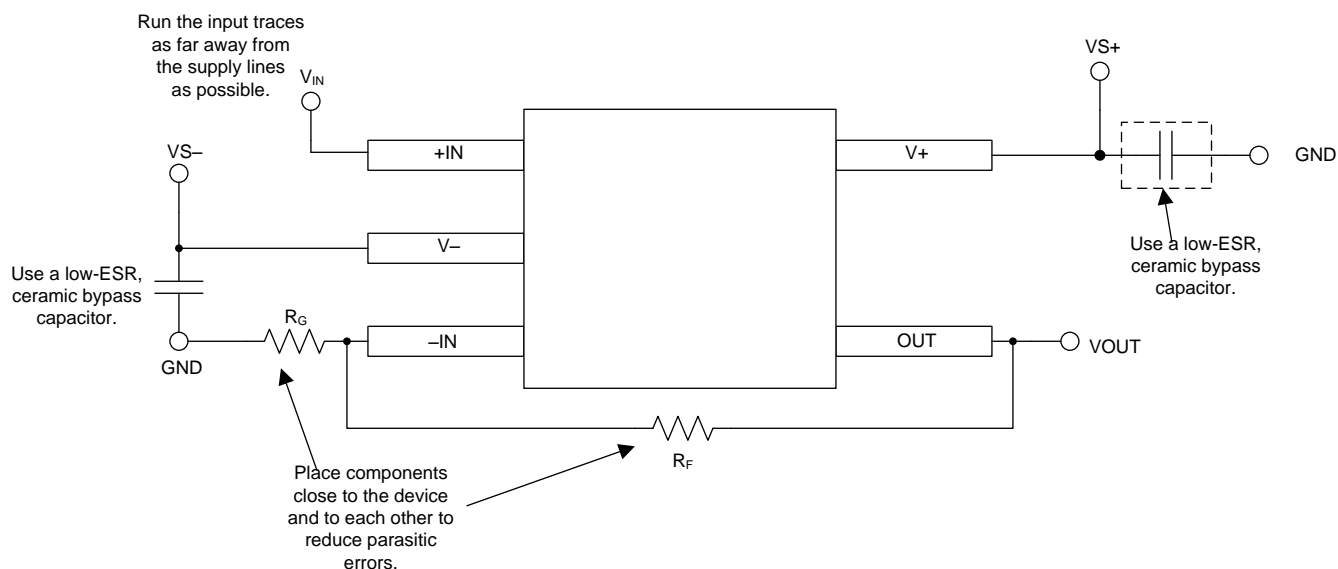 Run the input traces
as far away from
the supply lines
as possible.
VIN
VS+
VS–
+IN
V+
GND
V–
Use a low-ESR,
ceramic bypass
capacitor.
Use a low-ESR,
ceramic bypass
capacitor.
RG
–IN
OUT
VOUT
GND
RF
Place components
close to the device
and to each other to
reduce parasitic
errors.